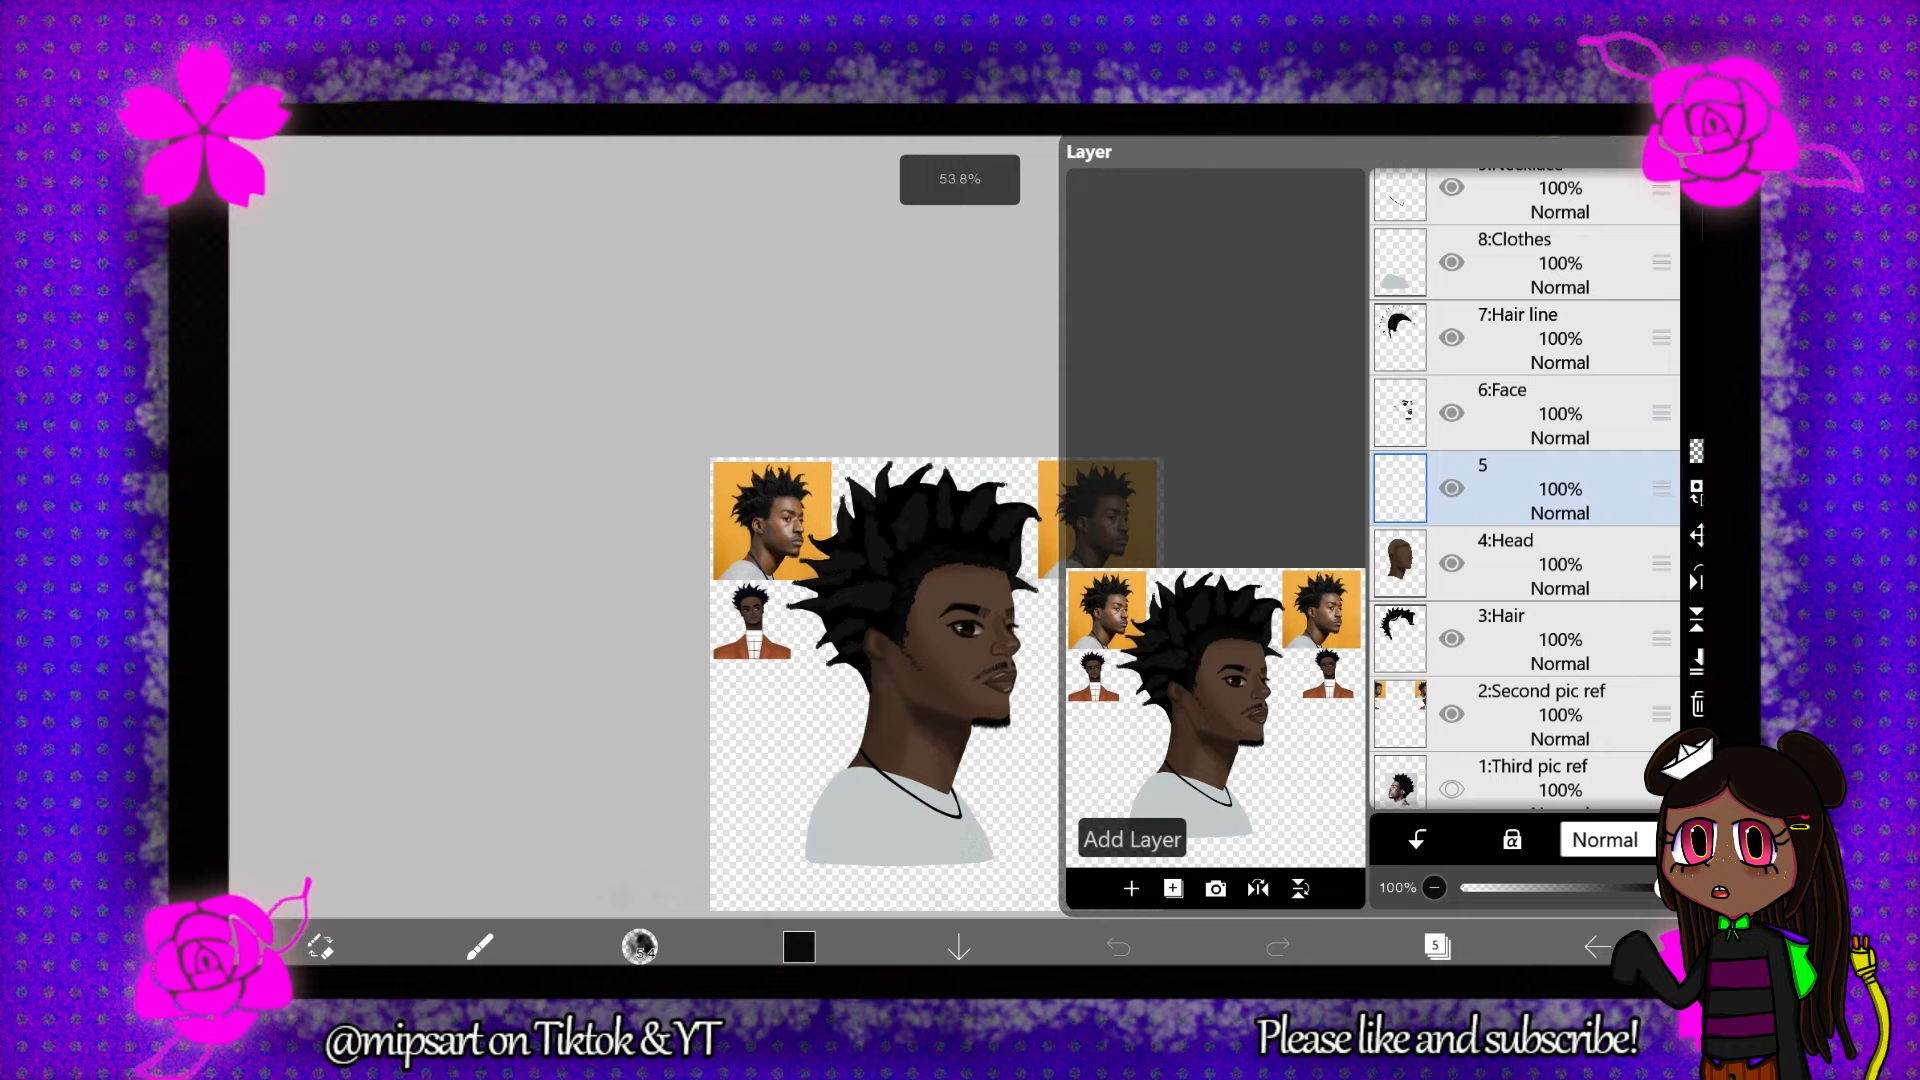 Layer
53.8%
100%
Normal
8:Clothes
100%
Normal
7:Hair line
100%
Normal
6:Face
100%
Normal
5
100%
Normal
4:Head
100%
Normal
3:Hair
100%
Normal
2:Second pic ref
100%
Normal
1:Third pic ref
100%
Add Layer
Normal
100%
5.4
5
@mipsart on Tiktok & YT
Please like and subscribe!